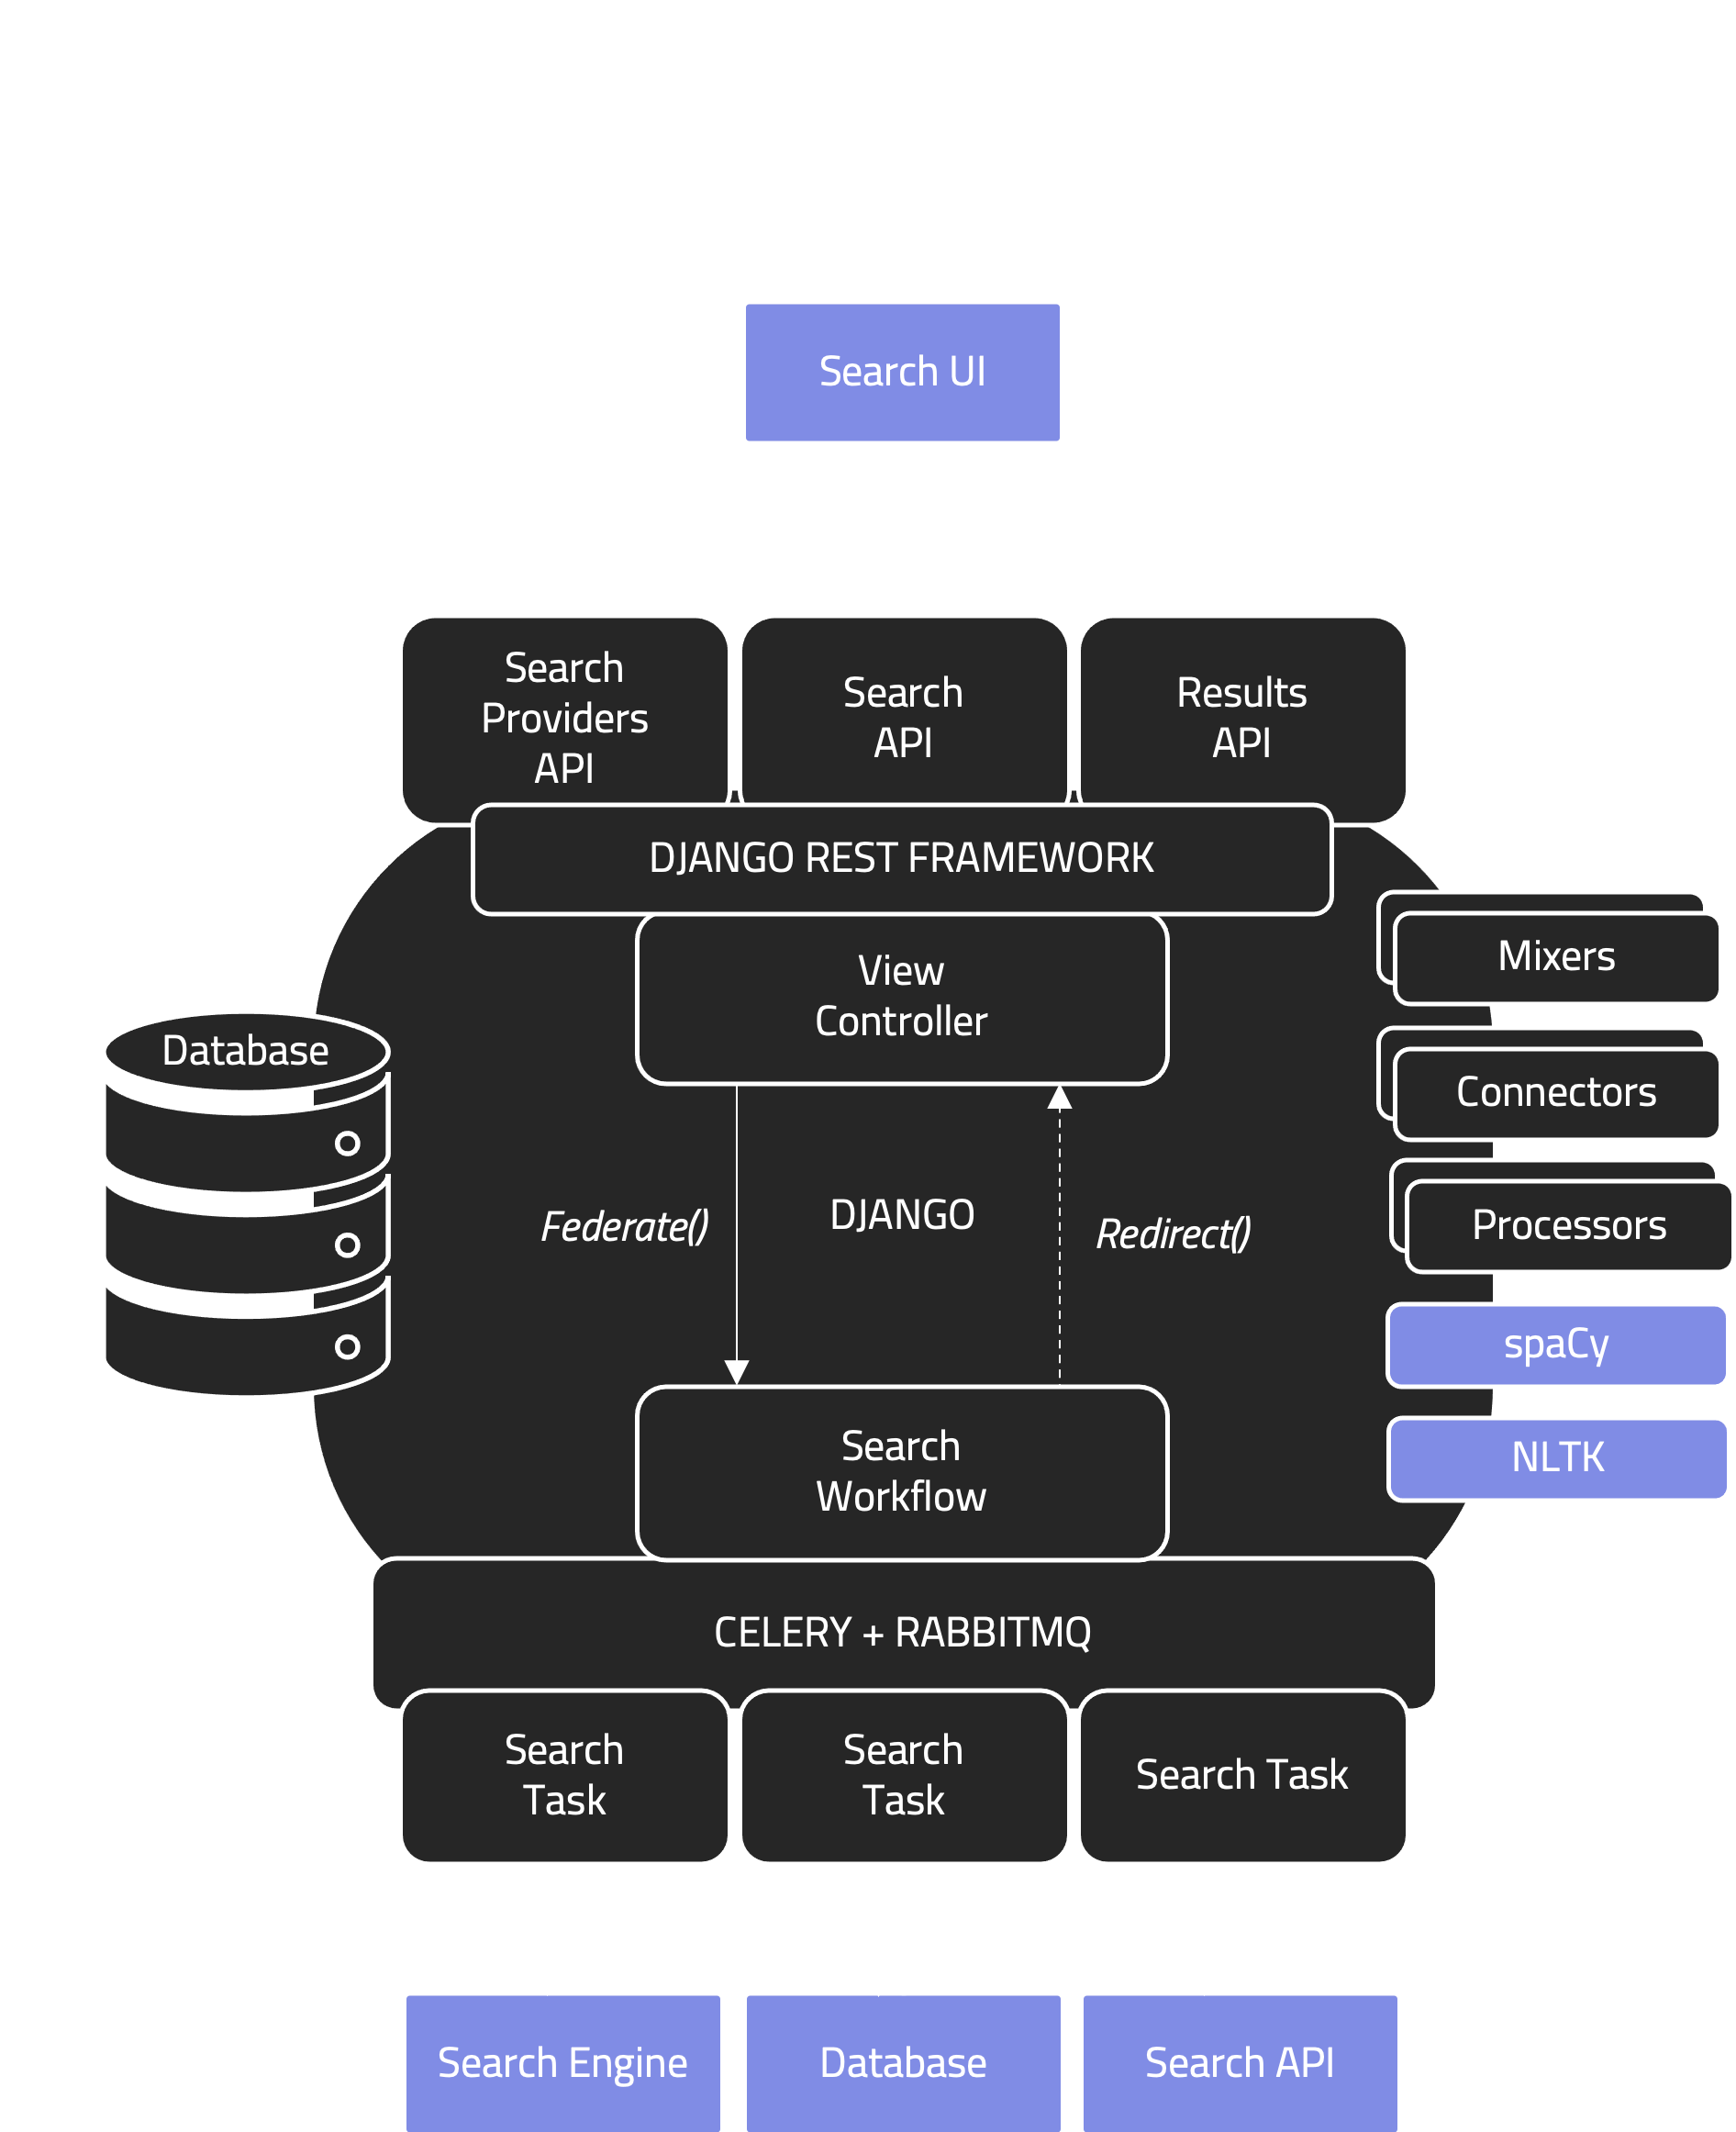 Search UI
Search
Providers
API
Search
API
Results
API
DJANGO REST FRAMEWORK
View
Controller
Mixers
Database
Connectors
Federate()
DJANGO
Redirect()
Processors
spaCy
Search
Workflow
NLTK
CELERY + RABBITMQ
Search
Task
Search
Task
Search Task
Search Engine
Database
Search API